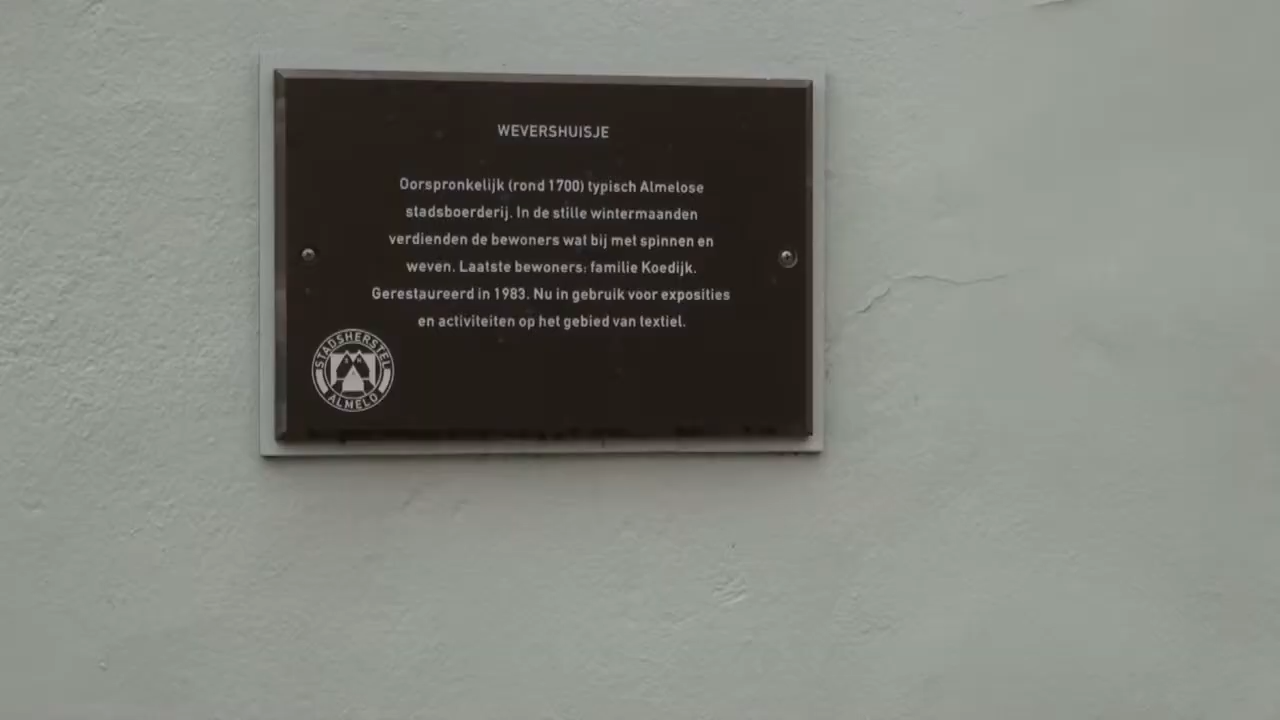 WEVERSHUISJE
Oorspronkelijk (rond 1700) typisch Almelose
stadsboerderij. In de stille wintermaanden
verdienden de bewoners wat bij met spinnen en
weven. Laatste bewoners: familie Koedijk.
Gerestaureerd in 1983. Nu in gebruik voor exposities
en activiteiten op het gebied van textiel.
STADSHERSTEL
ALMELO